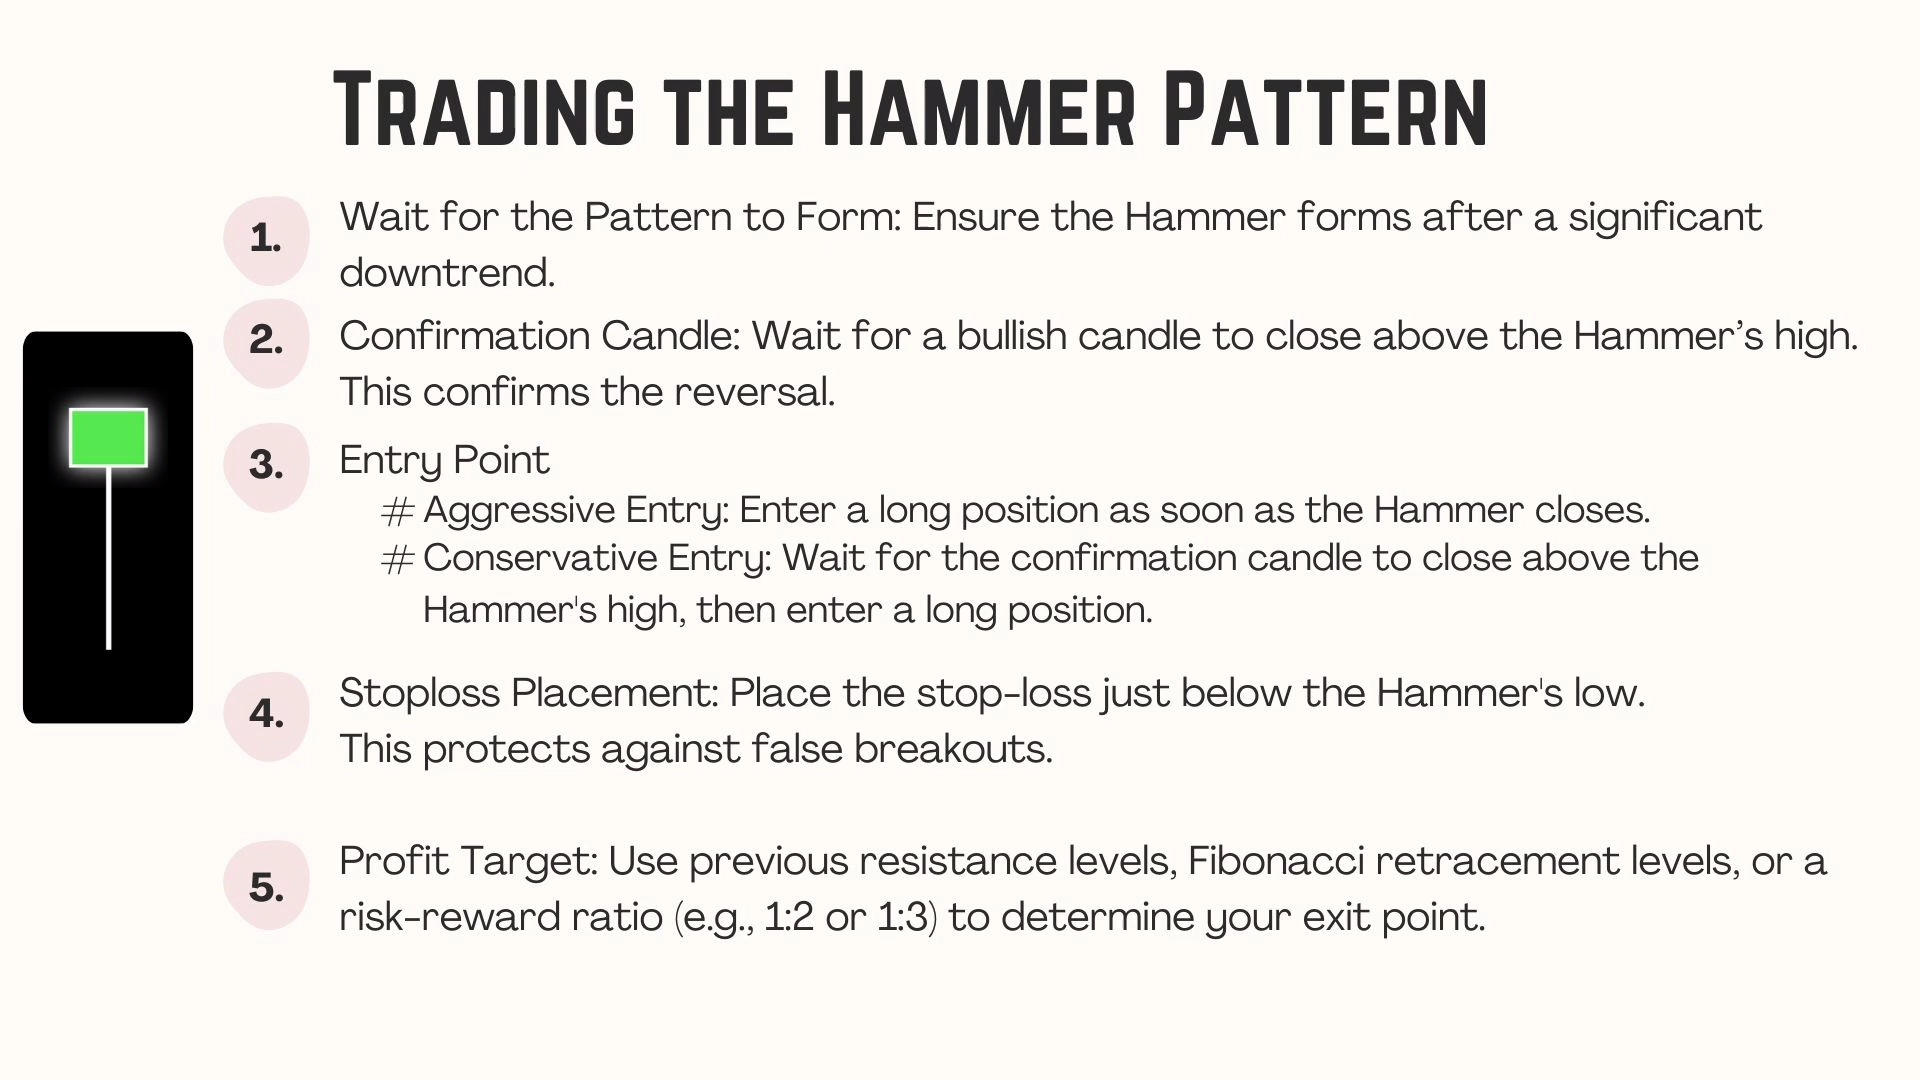 Trading the Hammer Pattern
1.
Wait for the Pattern to Form: Ensure the Hammer forms after a significant
downtrend.
2.
Confirmation Candle: Wait for a bullish candle to close above the Hammer’s high.
This confirms the reversal.
3.
Entry Point
# Aggressive Entry: Enter a long position as soon as the Hammer closes.
# Conservative Entry: Wait for the confirmation candle to close above the
Hammer's high, then enter a long position.
4.
Stoploss Placement: Place the stop-loss just below the Hammer's low.
This protects against false breakouts.
5.
Profit Target: Use previous resistance levels, Fibonacci retracement levels, or a
risk-reward ratio (e.g., 1:2 or 1:3) to determine your exit point.